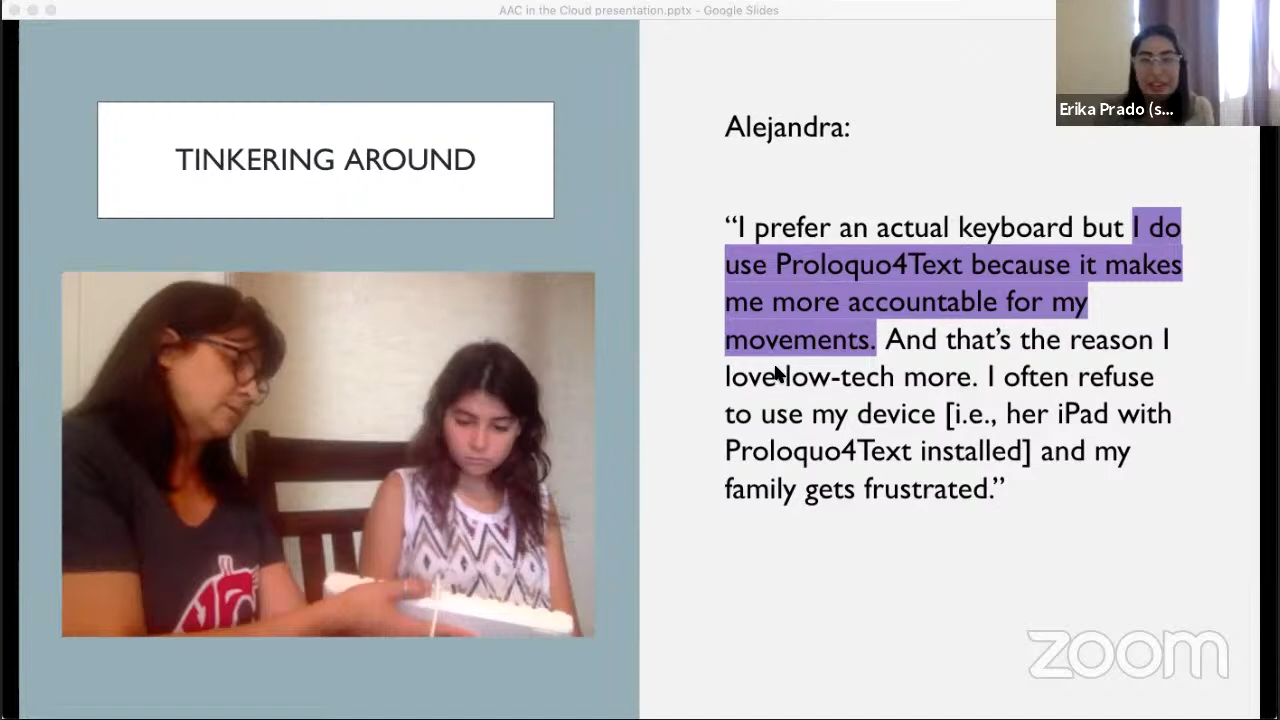 AAC in the Cloud presentation.pptx - Google Slides
Erika Prado (s...
TINKERING AROUND
Alejandra:
“I prefer an actual keyboard but I do
use Proloquo4Text because it makes
me more accountable for my
movements. And that’s the reason I
love low-tech more. I often refuse
to use my device [i.e., her iPad with
Proloquo4Text installed] and my
family gets frustrated.”
zoom